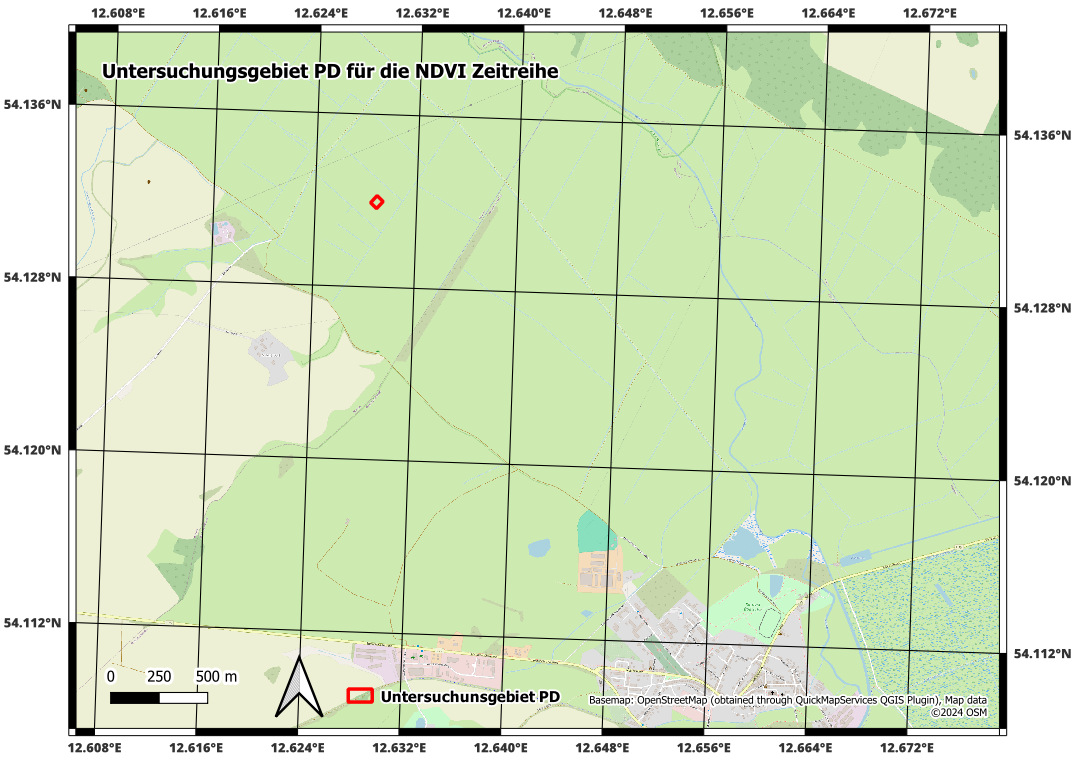 12.608°E 12.616°E 12.624°E 12.632°E 12.640°E 12.648°E 12.656°E 12.664°E 12.672°E
Untersuchungsgebiet PD für die NDVI Zeitreihe
54.136°N
54.136°N
54.128°N
54.128°N
54.120°N
54.120°N
54.112°N
54.112°N
0 250 500 m
Untersuchunsgebiet PD
Basemap: OpenStreetMap (obtained through QuickMapServices QGIS Plugin), Map data
©2024 OSM
12.608°E 12.616°E 12.624°E 12.632°E 12.640°E 12.648°E 12.656°E 12.664°E 12.672°E